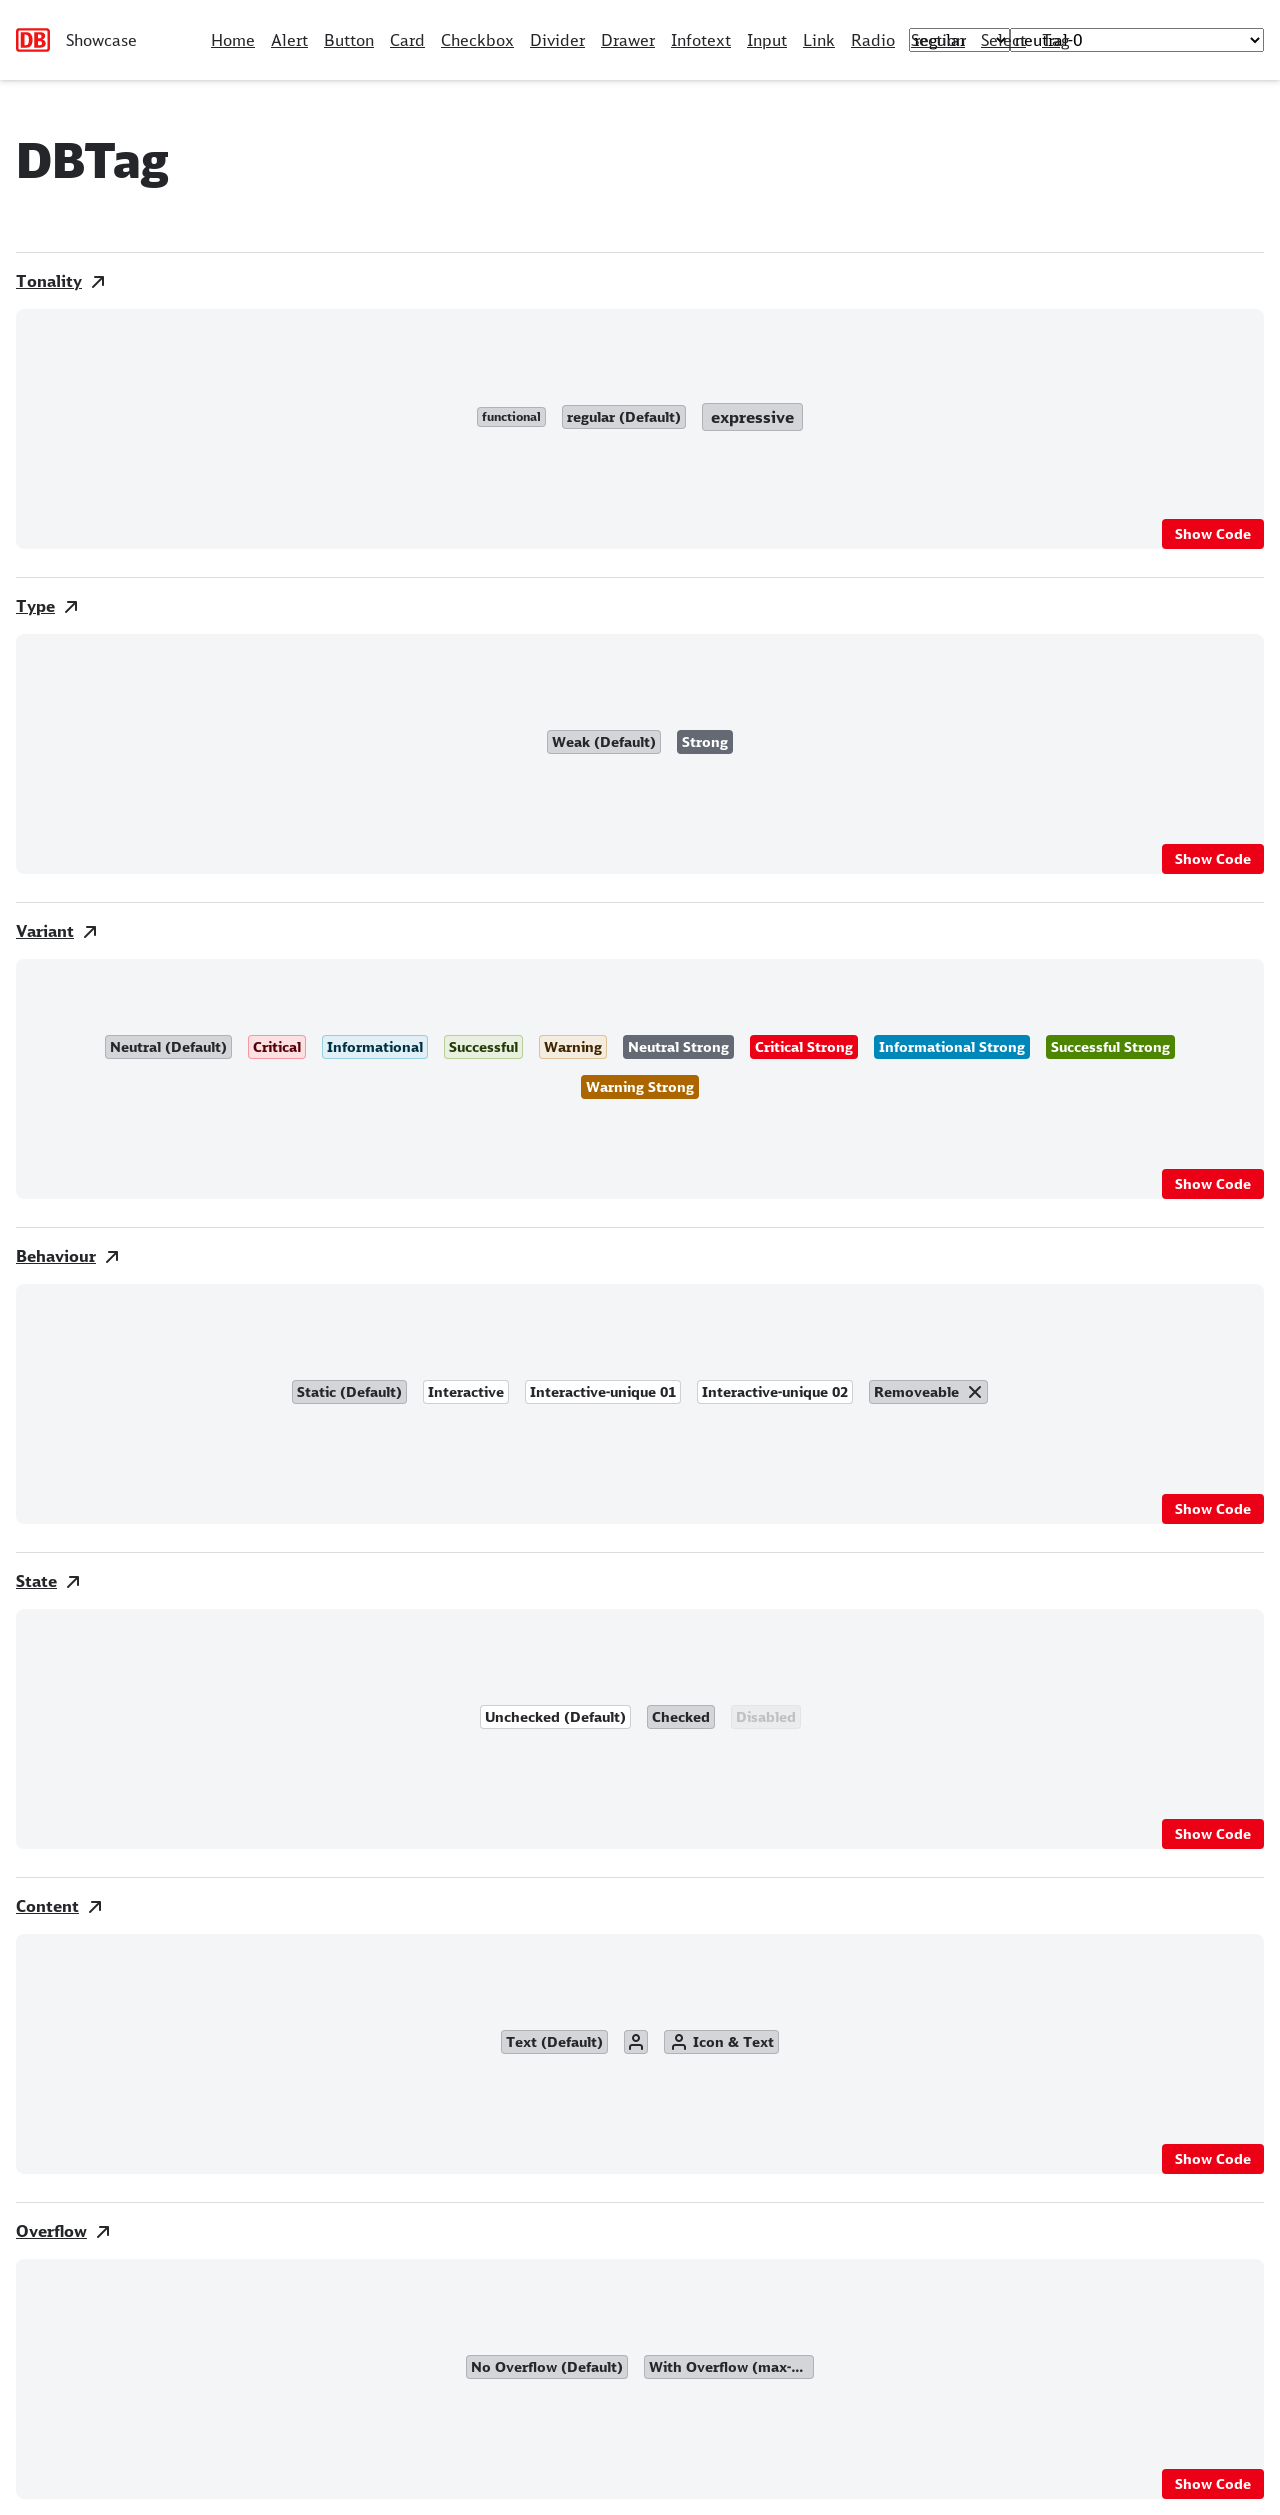 DB Showcase Home Alert Button Card Checkbox Divider Drawer Infotext Input Link Radio Section Select Tag regular neutral-0
DBTag
Tonality
functional regular (Default) expressive
Show Code
Type
Weak (Default) Strong
Show Code
Variant
Neutral (Default) Critical Informational Successful Warning Neutral Strong Critical Strong Informational Strong Successful Strong
Warning Strong
Show Code
Behaviour
Static (Default) Interactive Interactive-unique 01 Interactive-unique 02 Removeable
Show Code
State
Unchecked (Default) Checked Disabled
Show Code
Content
Text (Default) Icon & Text
Show Code
Overflow
No Overflow (Default) With Overflow (max-...
Show Code